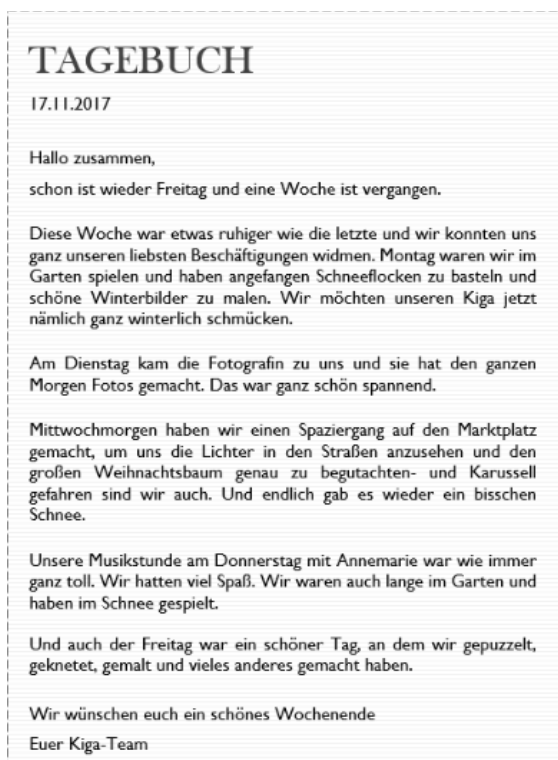 TAGEBUCH
17.11.2017
Hallo zusammen,
schon ist wieder Freitag und eine Woche ist vergangen.
Diese Woche war etwas ruhiger wie die letzte und wir konnten uns
ganz unseren liebsten Beschäftigungen widmen. Montag waren wir im
Garten spielen und haben angefangen Schneeflocken zu basteln und
schöne Winterbilder zu malen. Wir möchten unseren Kiga jetzt
nämlich ganz winterlich schmücken.
Am Dienstag kam die Fotografin zu uns und sie hat den ganzen
Morgen Fotos gemacht. Das war ganz schön spannend.
Mittwochmorgen haben wir einen Spaziergang auf den Marktplatz
gemacht, um uns die Lichter in den Straßen anzusehen und den
großen Weihnachtsbaum genau zu begutachten- und Karussell
gefahren sind wir auch. Und endlich gab es wieder ein bisschen
Schnee.
Unsere Musikstunde am Donnerstag mit Annemarie war wie immer
ganz toll. Wir hatten viel Spaß. Wir waren auch lange im Garten und
haben im Schnee gespielt.
Und auch der Freitag war ein schöner Tag, an dem wir gepuzzelt,
geknetet, gemalt und vieles anderes gemacht haben.
Wir wünschen euch ein schönes Wochenende
Euer Kiga-Team